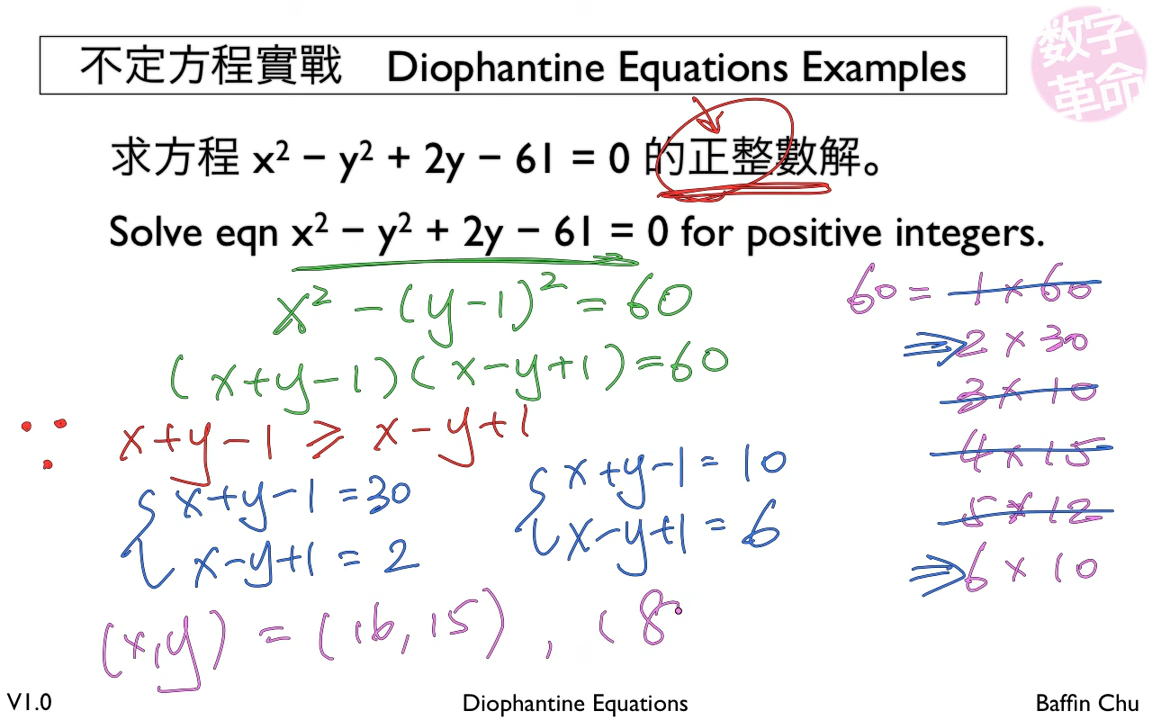 不定方程實戰 Diophantine Equations Examples
数字
革命
求方程 x² − y² + 2y − 61 = 0 的正整數解。
Solve eqn x² − y² + 2y − 61 = 0 for positive integers.
x² − (y−1)² = 60
(x+y−1)(x−y+1)=60
∵ x+y−1 ⩾ x−y+1
{x+y−1 = 30
x−y+1 = 2
{x+y−1 = 10
x−y+1 = 6
(x,y) = (16,15), (8
60 = 1 × 60
⇒ 2 × 30
3 × 10
4 × 15
5 × 12
⇒ 6 × 10
V1.0 Diophantine Equations Baffin Chu